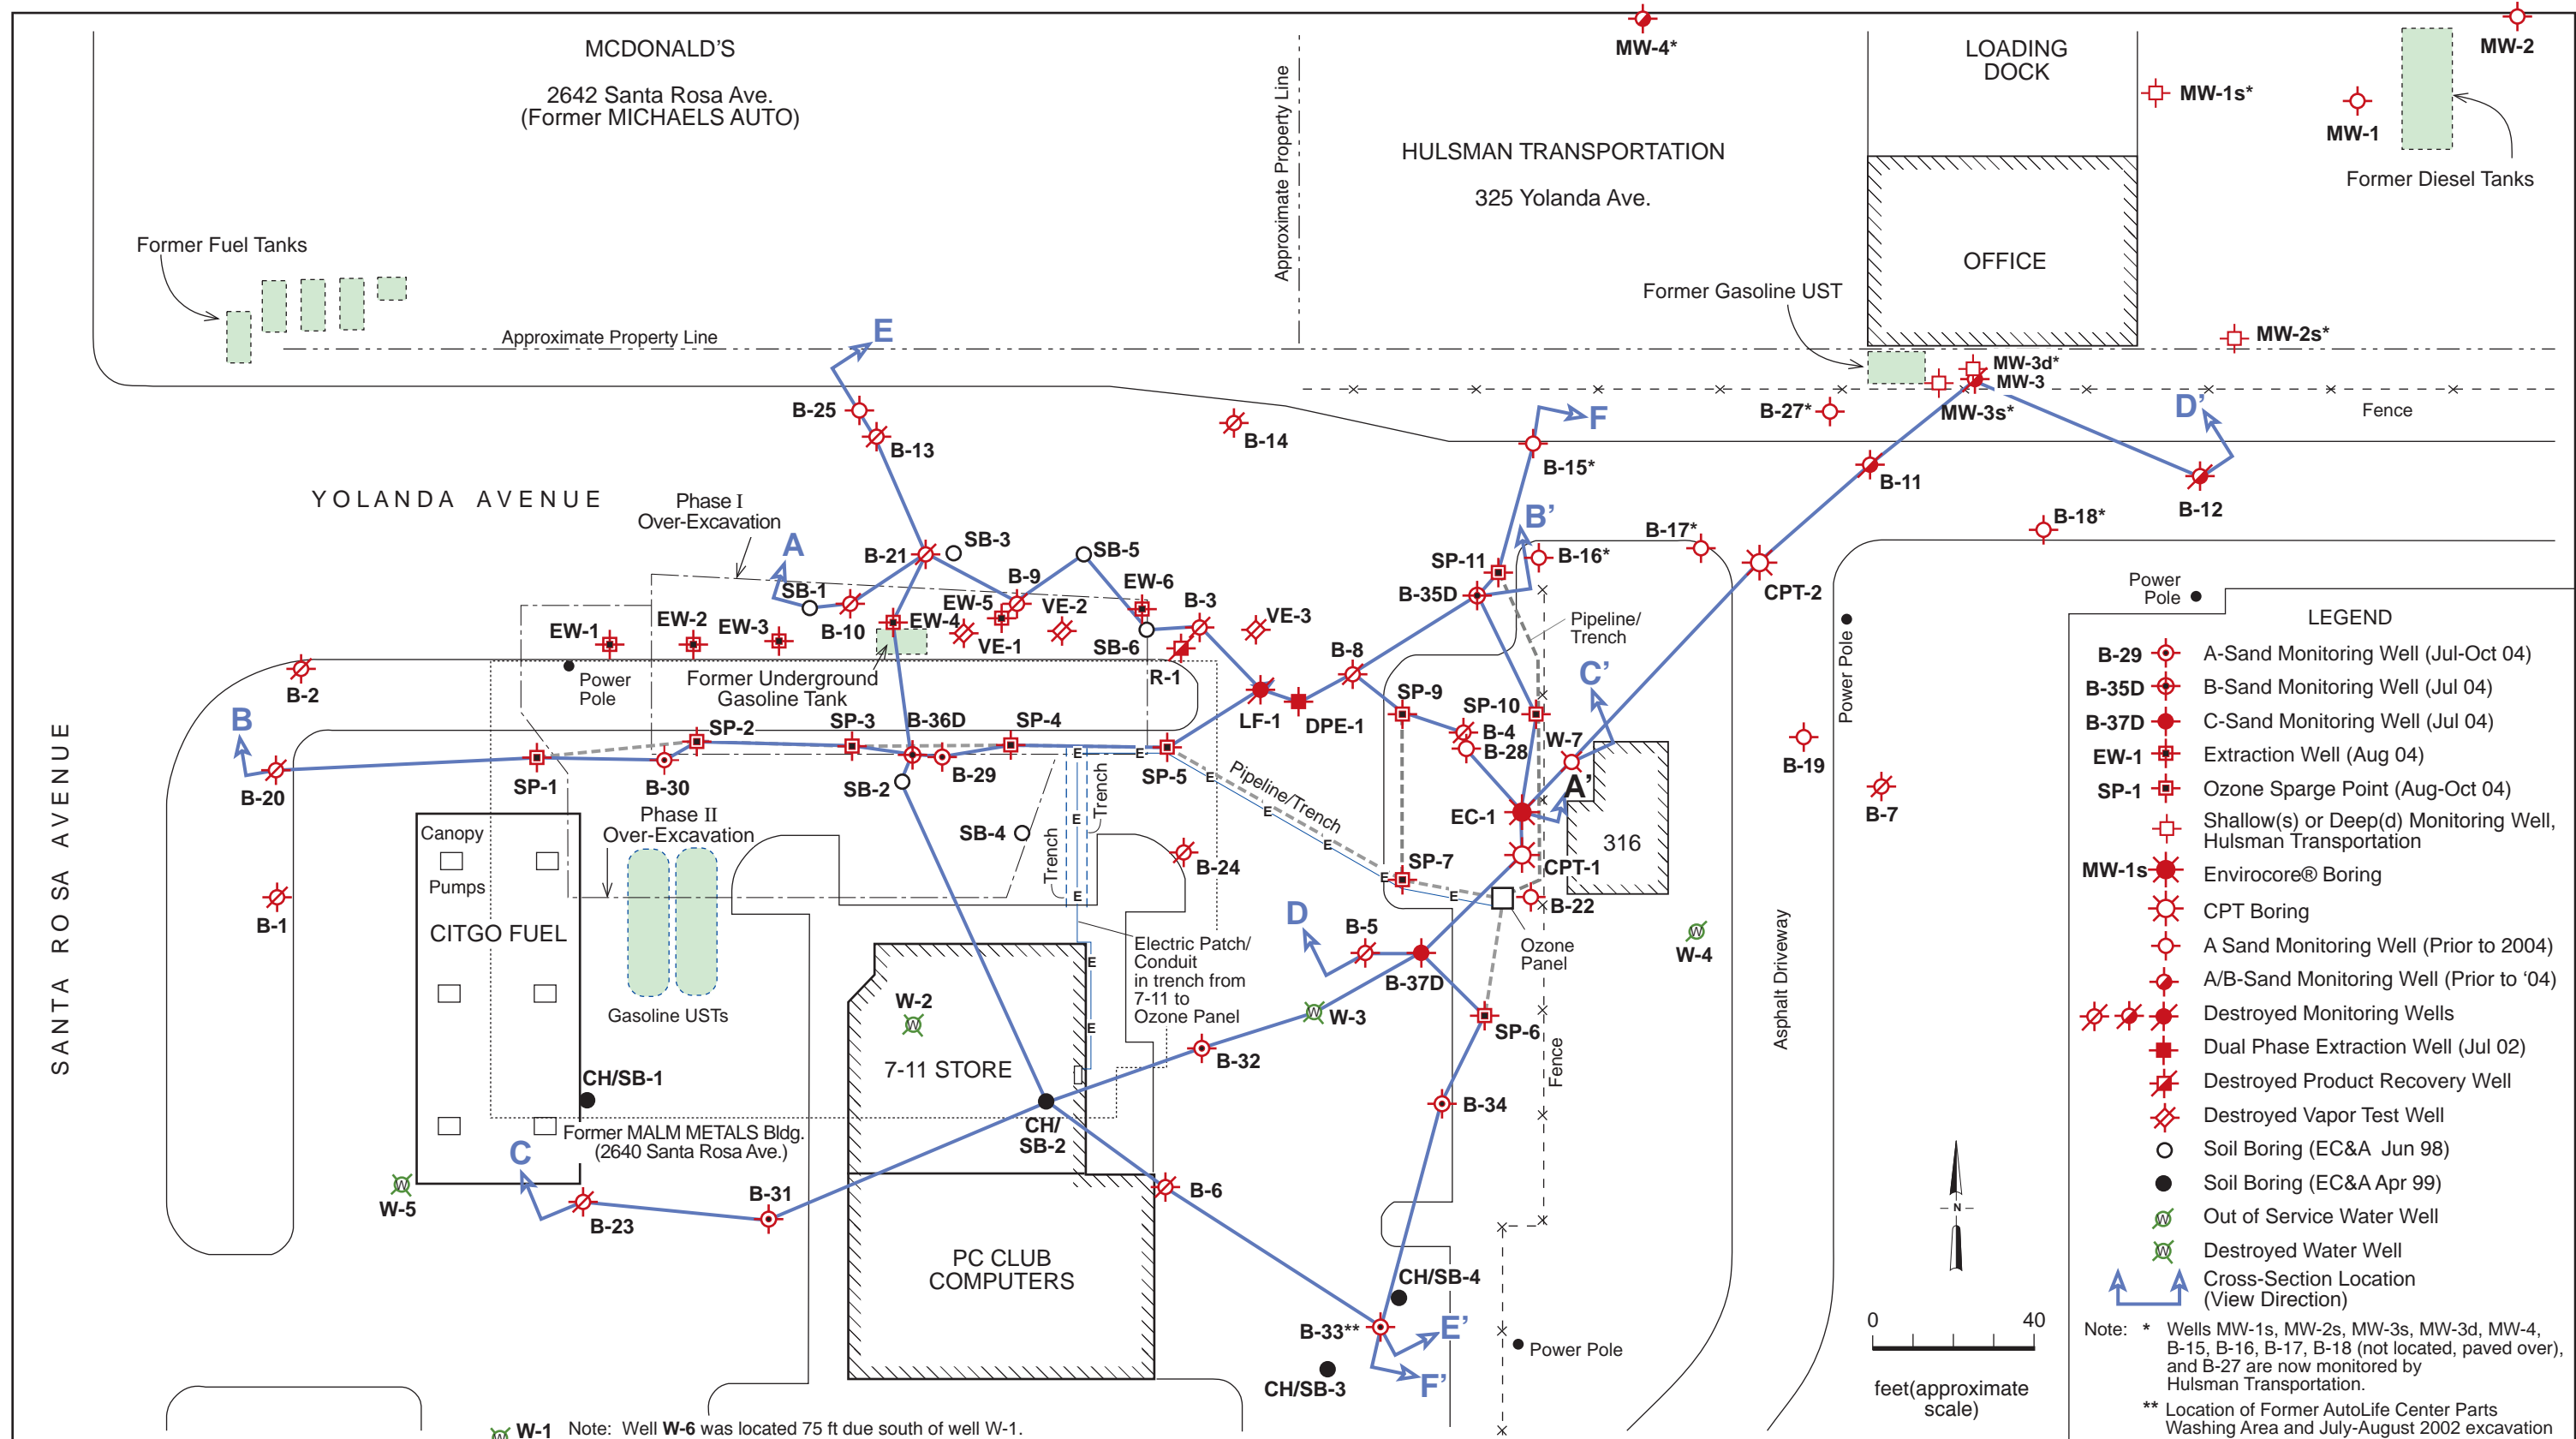 MCDONALD'S
2642 Santa Rosa Ave.
(Former MICHAELS AUTO)
Approximate Property Line
MW-4*
HULSMAN TRANSPORTATION
325 Yolanda Ave.
LOADING
DOCK
MW-1s*
MW-1
MW-2
Former Diesel Tanks
OFFICE
Former Gasoline UST
MW-2s*
MW-3d*
MW-3
MW-3s*
Fence
Former Fuel Tanks
Approximate Property Line
E
B-25
B-13
B-14
F
B-15*
B-27*
D'
B-11
B-12
YOLANDA AVENUE
Phase I
Over-Excavation
A
B-21
SB-3
SB-5
B'
SP-11
B-16*
B-17*
B-18*
SB-1
B-10
EW-4
EW-5
B-9
VE-1
VE-2
EW-6
B-3
SB-6
VE-3
B-35D
Pipeline/
Trench
CPT-2
Power Pole
Power
Pole
EW-1
EW-2
EW-3
B-2
Power
Pole
Former Underground
Gasoline Tank
R-1
LF-1
DPE-1
B-8
SP-9
SP-10
C'
B-4
B-28
W-7
A'
B
B-20
SP-1
B-30
SP-2
SP-3
B-36D
B-29
SP-4
SB-2
SP-5
E
E
E
E
E
E
E
E
E
E
E
Trench
Trench
Pipeline/Trench
B-19
B-7
EC-1
316
CPT-1
SP-7
B-22
Ozone
Panel
W-4
SANTA ROSA AVENUE
B-1
Canopy
Pumps
CITGO FUEL
Phase II
Over-Excavation
Gasoline USTs
SB-4
B-24
Electric Patch/
Conduit
in trench from
7-11 to
Ozone Panel
D
B-5
B-37D
W-3
SP-6
B-32
B-34
Fence
Asphalt Driveway
W-2
7-11 STORE
CH/SB-1
CH/
SB-2
Former MALM METALS Bldg.
(2640 Santa Rosa Ave.)
C
W-5
B-23
B-31
B-6
PC CLUB
COMPUTERS
CH/SB-4
B-33**
E'
F'
CH/SB-3
Power Pole
W-1
Note: Well W-6 was located 75 ft due south of well W-1.
N
0
40
feet(approximate
scale)
LEGEND
B-29 A-Sand Monitoring Well (Jul-Oct 04)
B-35D B-Sand Monitoring Well (Jul 04)
B-37D C-Sand Monitoring Well (Jul 04)
EW-1 Extraction Well (Aug 04)
SP-1 Ozone Sparge Point (Aug-Oct 04)
Shallow(s) or Deep(d) Monitoring Well,
Hulsman Transportation
MW-1s Envirocore® Boring
CPT Boring
A Sand Monitoring Well (Prior to 2004)
A/B-Sand Monitoring Well (Prior to '04)
Destroyed Monitoring Wells
Dual Phase Extraction Well (Jul 02)
Destroyed Product Recovery Well
Destroyed Vapor Test Well
Soil Boring (EC&A Jun 98)
Soil Boring (EC&A Apr 99)
W Out of Service Water Well
W Destroyed Water Well
Cross-Section Location
(View Direction)
Note: * Wells MW-1s, MW-2s, MW-3s, MW-3d, MW-4,
B-15, B-16, B-17, B-18 (not located, paved over),
and B-27 are now monitored by
Hulsman Transportation.
** Location of Former AutoLife Center Parts
Washing Area and July-August 2002 excavation